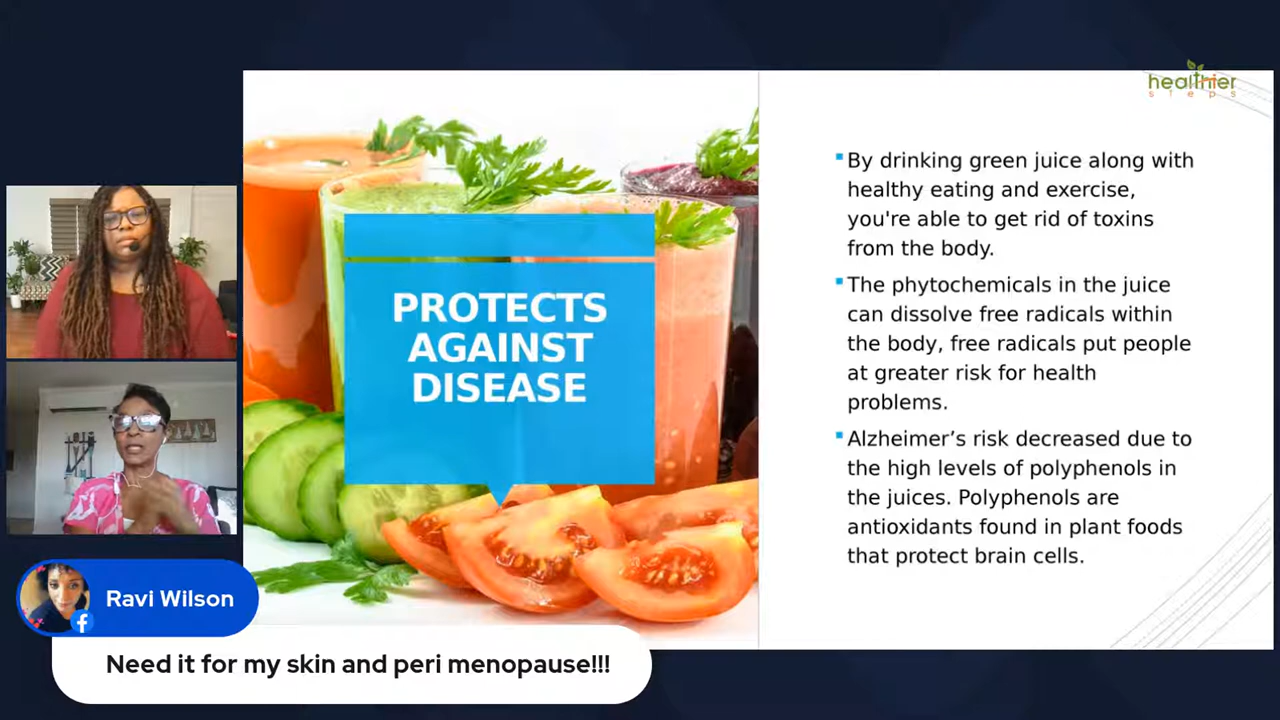 healthier
steps
PROTECTS
AGAINST
DISEASE
▪By drinking green juice along with
healthy eating and exercise,
you're able to get rid of toxins
from the body.
▪The phytochemicals in the juice
can dissolve free radicals within
the body, free radicals put people
at greater risk for health
problems.
▪Alzheimer’s risk decreased due to
the high levels of polyphenols in
the juices. Polyphenols are
antioxidants found in plant foods
that protect brain cells.
Ravi Wilson
Need it for my skin and peri menopause!!!